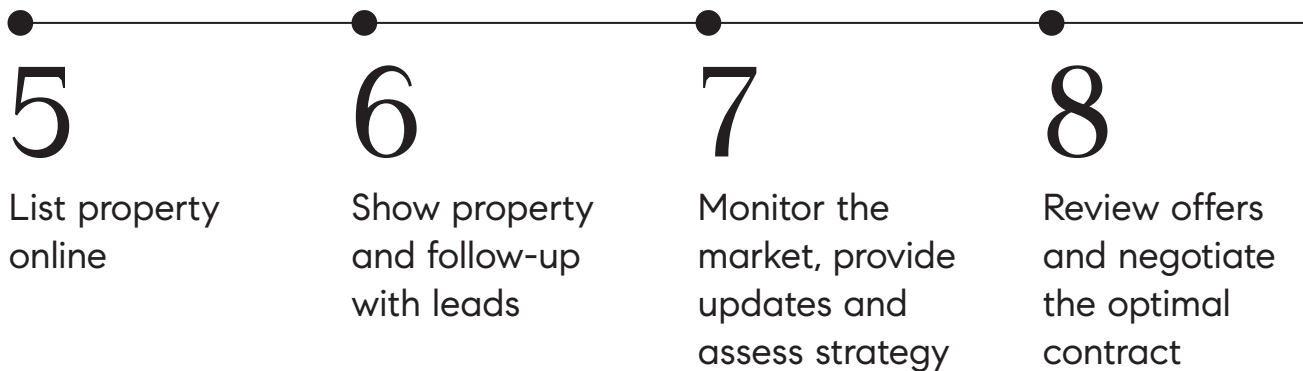 5
List property
online
6
Show property
and follow-up
with leads
7
Monitor the
market, provide
updates and
assess strategy
8
Review offers
and negotiate
the optimal
contract